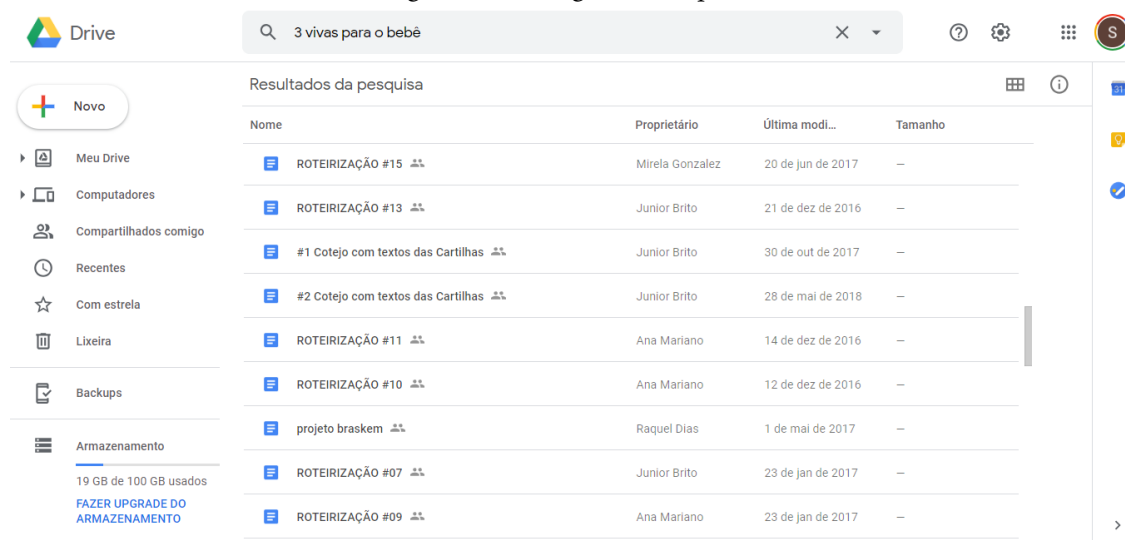 Drive
3 vivas para o bebê
S
Novo
Meu Drive
Computadores
Compartilhados comigo
Recentes
Com estrela
Lixeira
Backups
Armazenamento
19 GB de 100 GB usados
FAZER UPGRADE DO
ARMAZENAMENTO
Resultados da pesquisa
Nome Proprietário Última modi... Tamanho
ROTEIRIZAÇÃO #15 Mirela Gonzalez 20 de jun de 2017 —
ROTEIRIZAÇÃO #13 Junior Brito 21 de dez de 2016 —
#1 Cotejo com textos das Cartilhas Junior Brito 30 de out de 2017 —
#2 Cotejo com textos das Cartilhas Junior Brito 28 de mai de 2018 —
ROTEIRIZAÇÃO #11 Ana Mariano 14 de dez de 2016 —
ROTEIRIZAÇÃO #10 Ana Mariano 12 de dez de 2016 —
projeto braskem Raquel Dias 1 de mai de 2017 —
ROTEIRIZAÇÃO #07 Junior Brito 23 de jan de 2017 —
ROTEIRIZAÇÃO #09 Ana Mariano 23 de jan de 2017 —
31